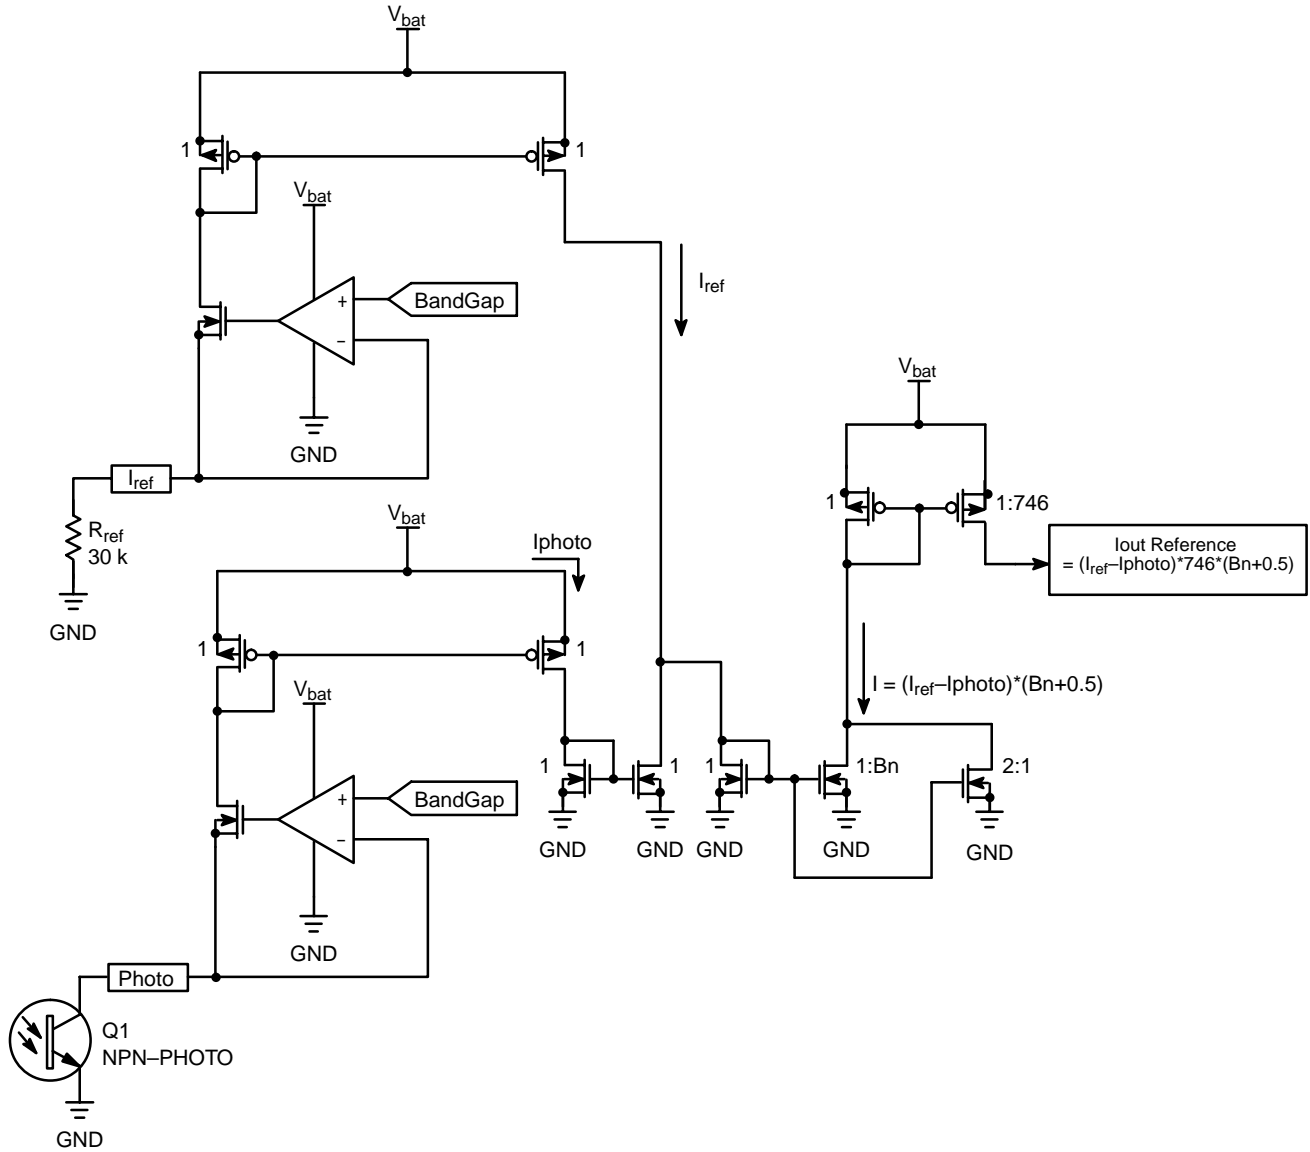 Vbat
1
1
Vbat
+
BandGap
–
Iref
GND
Iref
Rref
30 k
GND
Vbat
Iphoto
1
1
Vbat
+
BandGap
–
GND
Photo
Q1
NPN–PHOTO
GND
1
1
1
GND
GND
GND
Vbat
1
1:746
Iout Reference
= (Iref–Iphoto)*746*(Bn+0.5)
I = (Iref–Iphoto)*(Bn+0.5)
1:Bn
2:1
GND
GND